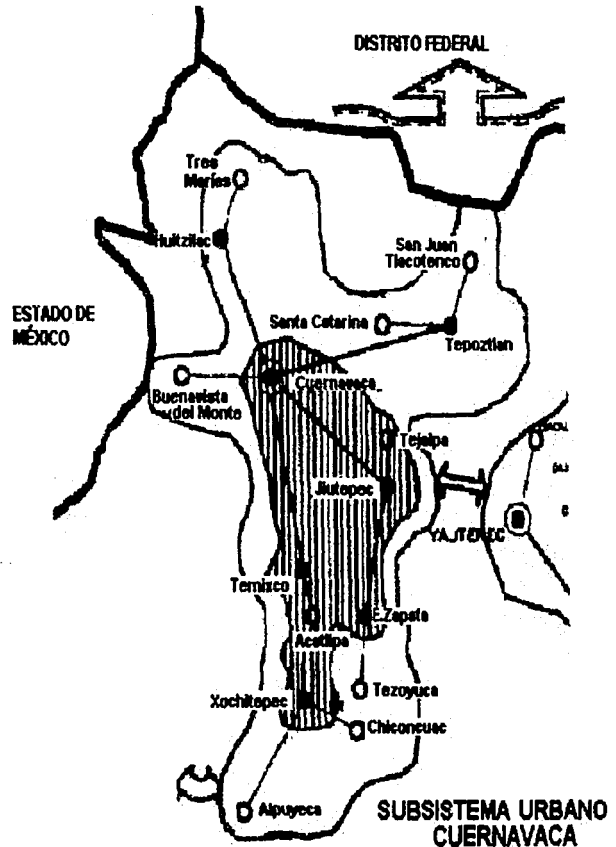 DISTRITO FEDERAL
Tres
Maríes
Huitzilac
San Juan
Tlacotenco
ESTADO DE
MÉXICO
Santa Catarina
Tepoztlan
Cuernavaca
Buenavista
del Monte
Tejalpa
Jiutepec
Temixco
E.Zapata
Acatlipa
Xochitepec
Tezoyuca
Chiconcuac
Alpuyeca
SUBSISTEMA URBANO
CUERNAVACA